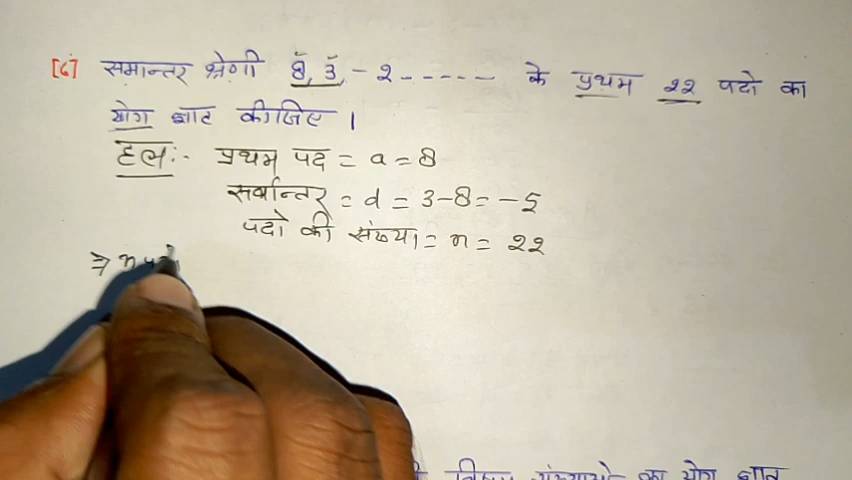 [6] समान्तर श्रेणी 8, 3, -2 ----- के प्रथम 22 पदो का
योग ज्ञात कीजिए ।
हल:- प्रथम पद = a = 8
सर्वान्तर = d = 3-8 = -5
पदो की संख्या = n = 22
⇒ n
विषम संख्याओ का योग ज्ञात